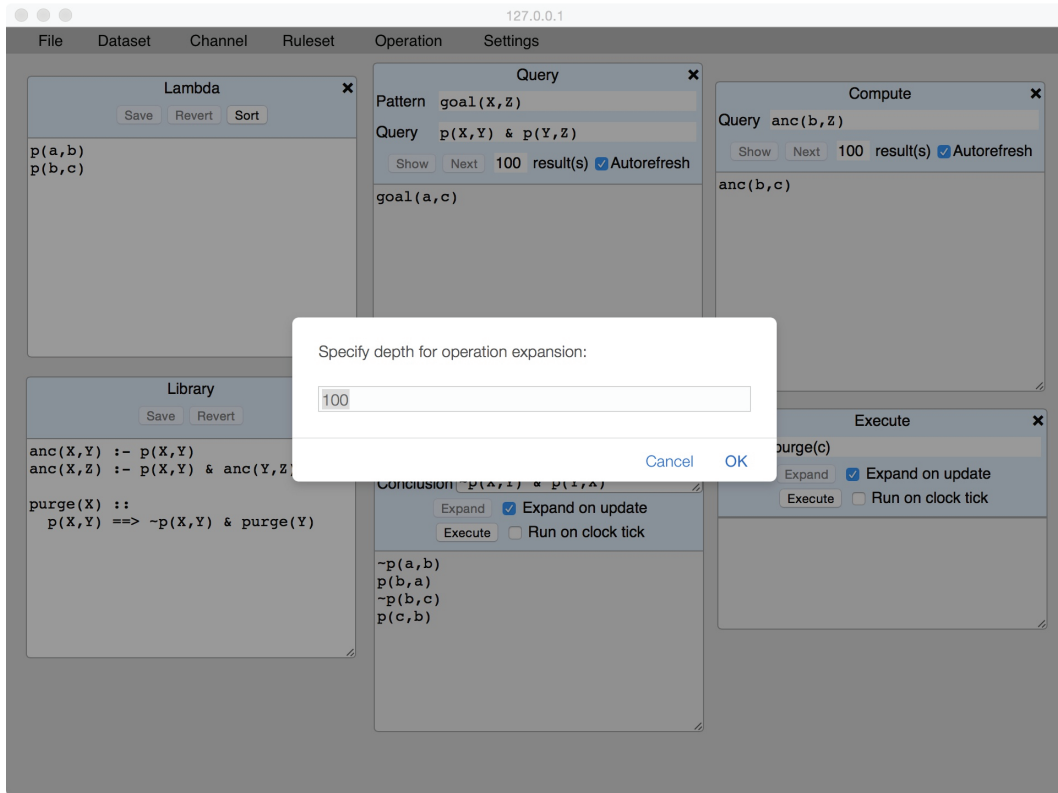 127.0.0.1
File Dataset Channel Ruleset Operation Settings
Lambda
Save Revert Sort
p(a,b)
p(b,c)
Query
Pattern goal(X,Z)
Query p(X,Y) & p(Y,Z)
Show Next 100 result(s) Autorefresh
goal(a,c)
Compute
Query anc(b,Z)
Show Next 100 result(s) Autorefresh
anc(b,c)
Specify depth for operation expansion:
100
Cancel OK
Library
Save Revert
anc(X,Y) :- p(X,Y)
anc(X,Z) :- p(X,Y) & anc(Y,Z)
purge(X) ::
p(X,Y) ==> ~p(X,Y) & purge(Y)
Conclusion ~p(X,Y) & p(Y,X)
Expand Expand on update
Execute Run on clock tick
~p(a,b)
p(b,a)
~p(b,c)
p(c,b)
Execute
purge(c)
Expand Expand on update
Execute Run on clock tick